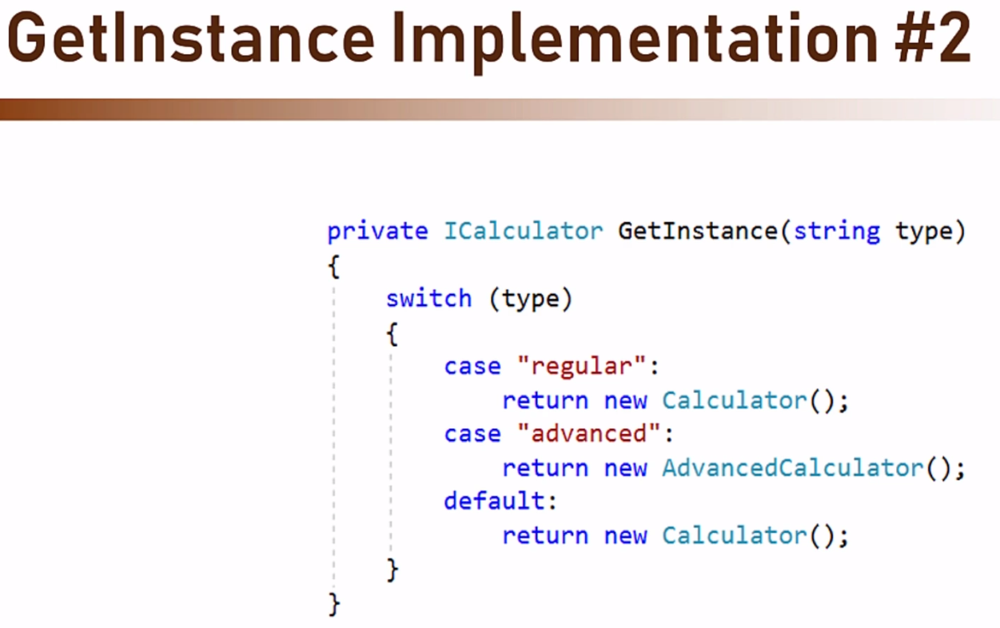 GetInstance Implementation #2
private ICalculator GetInstance(string type)
{
switch (type)
{
case "regular":
return new Calculator();
case "advanced":
return new AdvancedCalculator();
default:
return new Calculator();
}
}